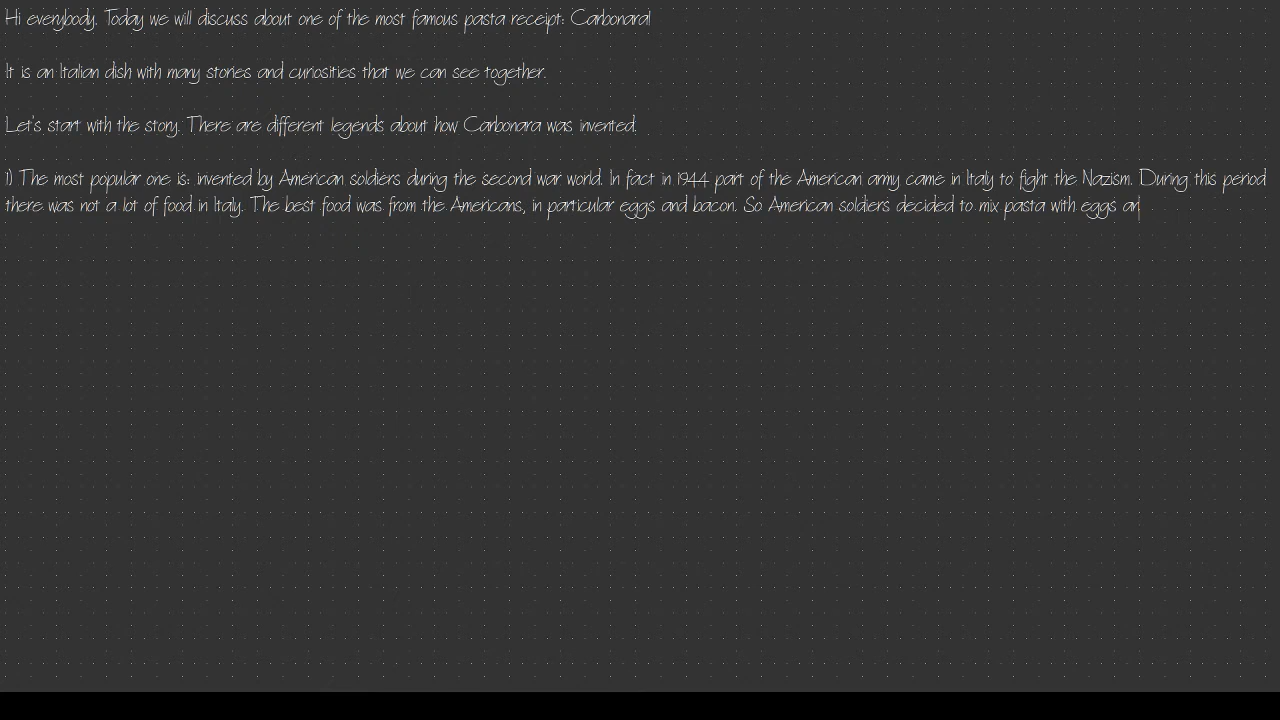 Hi everybody. Today we will discuss about one of the most famous pasta receipt: Carbonara!
It is an Italian dish with many stories and curiosities that we can see together.
Let's start with the story. There are different legends about how Carbonara was invented.
1) The most popular one is: invented by American soldiers during the second war world. In fact in 1944 part of the American army came in Italy to fight the Nazism. During this period
there was not a lot of food in Italy. The best food was from the Americans, in particular eggs and bacon. So American soldiers decided to mix pasta with eggs an